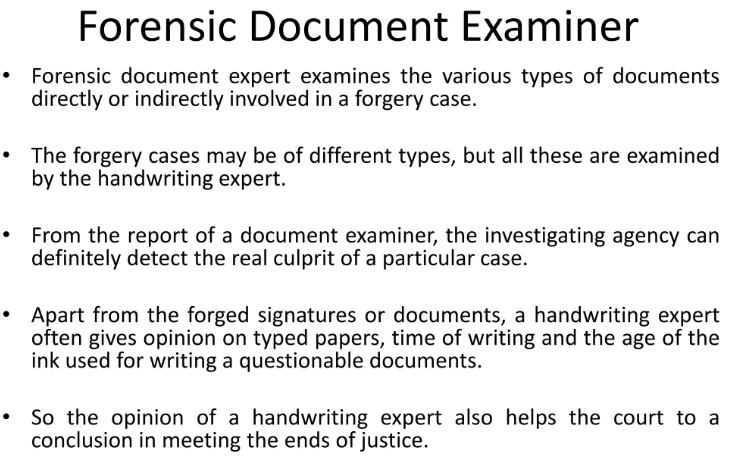 Forensic Document Examiner
• Forensic document expert examines the various types of documents
directly or indirectly involved in a forgery case.
• The forgery cases may be of different types, but all these are examined
by the handwriting expert.
• From the report of a document examiner, the investigating agency can
definitely detect the real culprit of a particular case.
• Apart from the forged signatures or documents, a handwriting expert
often gives opinion on typed papers, time of writing and the age of the
ink used for writing a questionable documents.
• So the opinion of a handwriting expert also helps the court to a
conclusion in meeting the ends of justice.